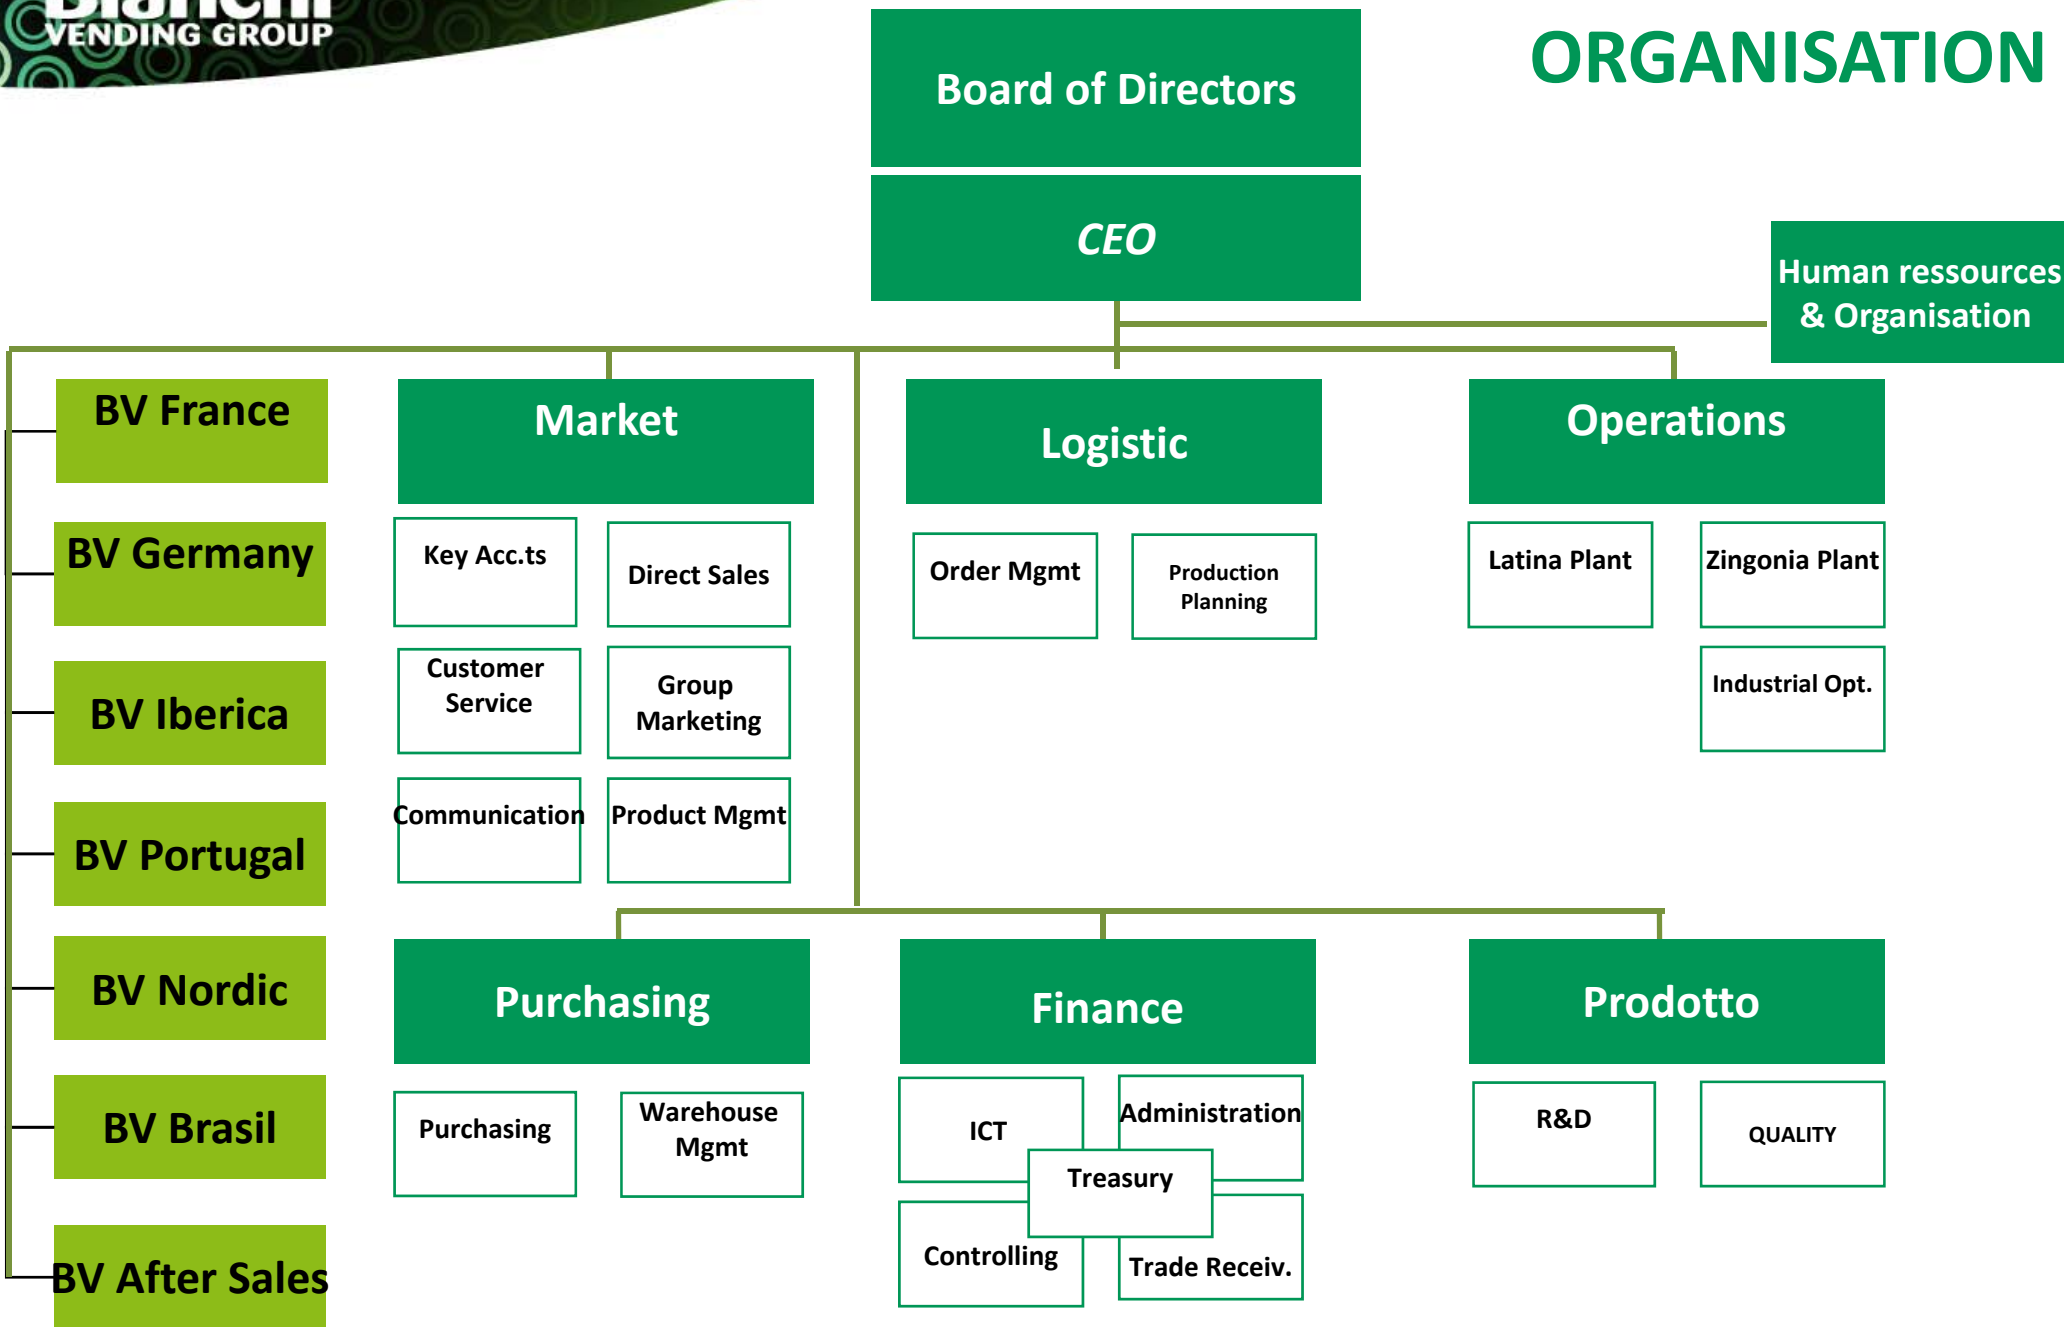 Bianchi
VENDING GROUP
ORGANISATION
Board of Directors
CEO
Human ressources
& Organisation
BV France
BV Germany
BV Iberica
BV Portugal
BV Nordic
BV Brasil
BV After Sales
Market
Key Acc.ts
Direct Sales
Customer
Service
Group
Marketing
Communication
Product Mgmt
Logistic
Order Mgmt
Production
Planning
Operations
Latina Plant
Zingonia Plant
Industrial Opt.
Purchasing
Purchasing
Warehouse
Mgmt
Finance
ICT
Administration
Treasury
Controlling
Trade Receiv.
Prodotto
R&D
QUALITY